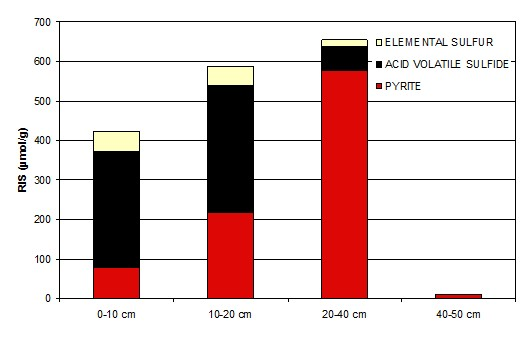 700
600
500
400
300
200
100
0
RIS (µmol/g)
ELEMENTAL SULFUR
ACID VOLATILE SULFIDE
PYRITE
0-10 cm 10-20 cm 20-40 cm 40-50 cm